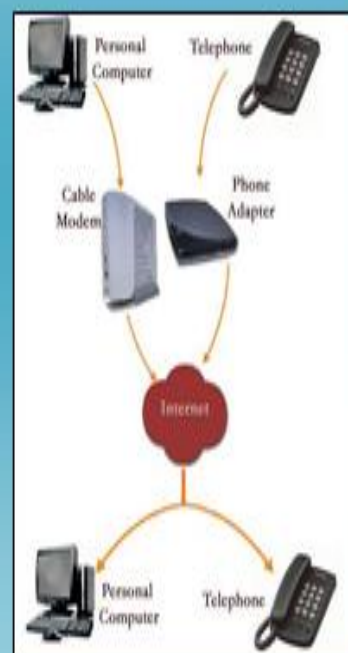 Personal
Computer
Telephone
Cable
Modem
Phone
Adapter
Internet
Personal
Computer
Telephone